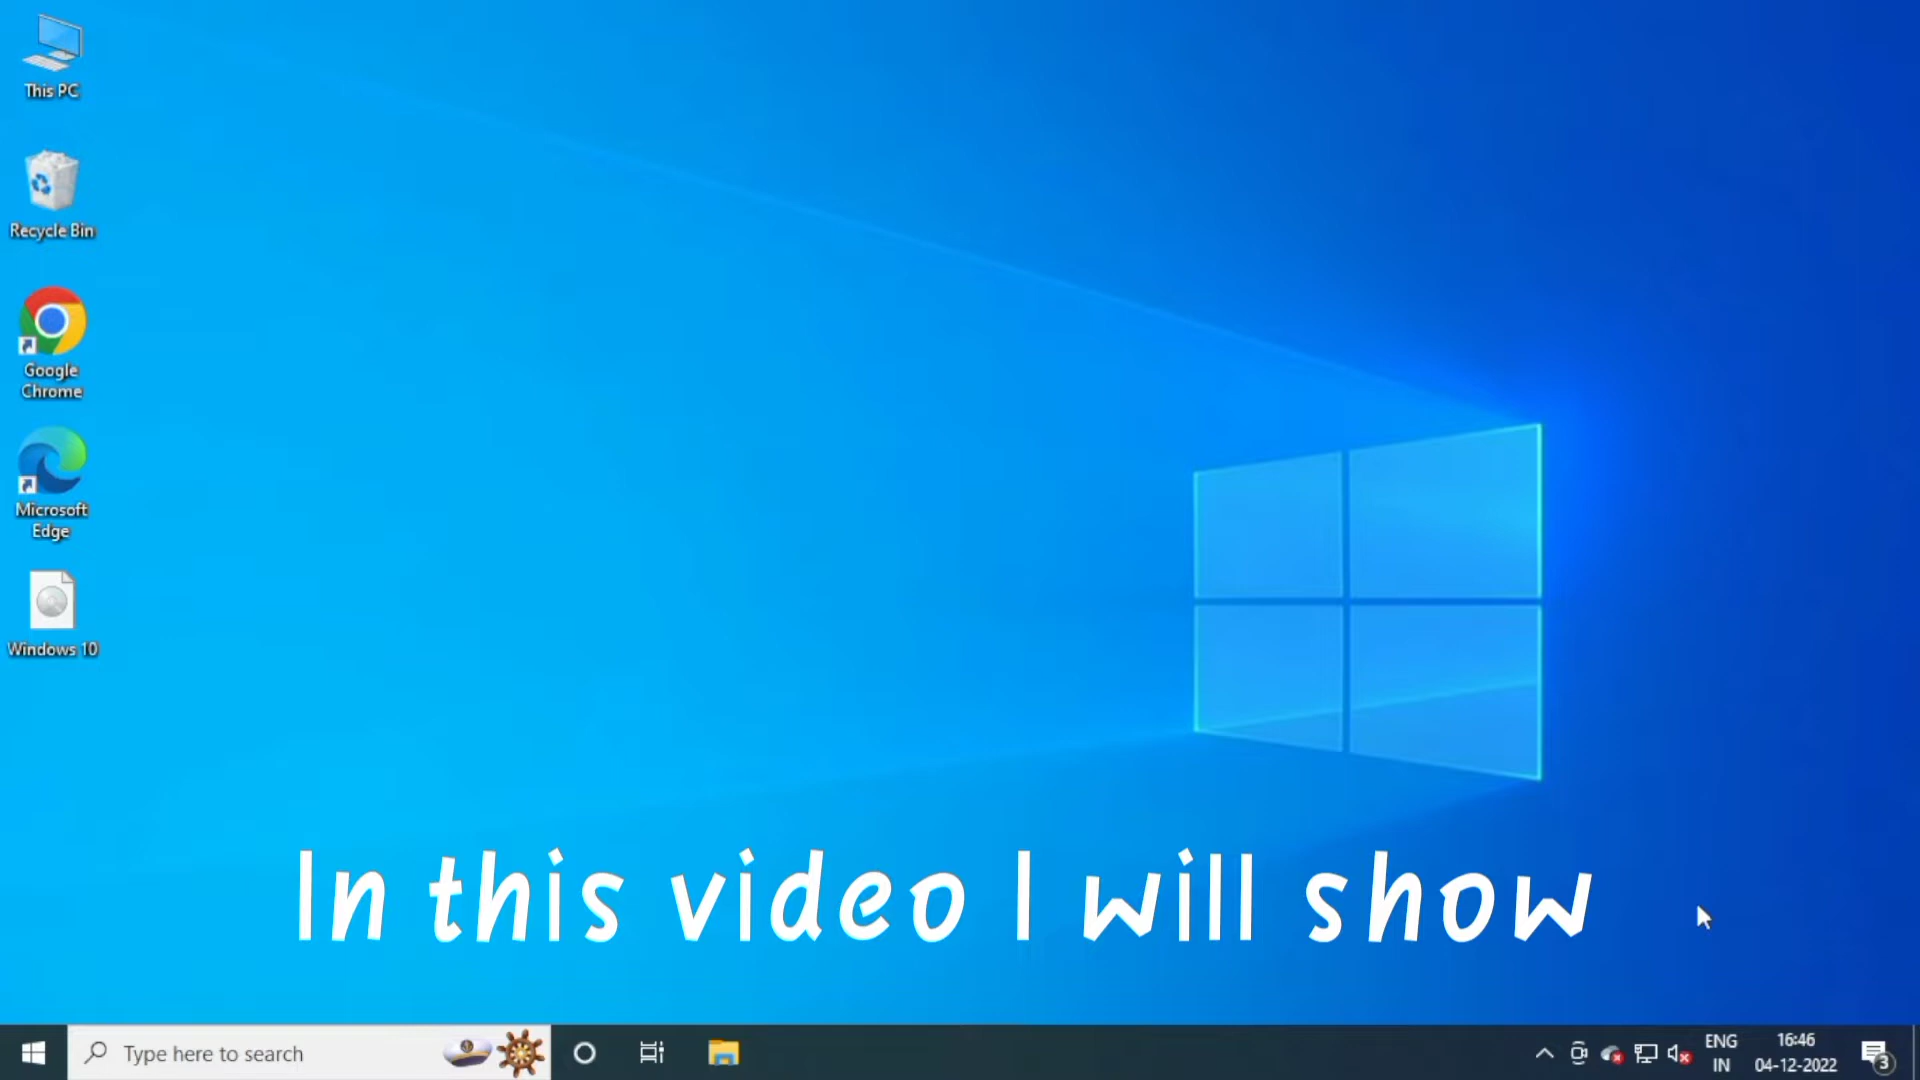 This PC
Recycle Bin
Google
Chrome
Microsoft
Edge
Windows 10
In this video I will show
Type here to search
ENG
IN
16:46
04-12-2022
3